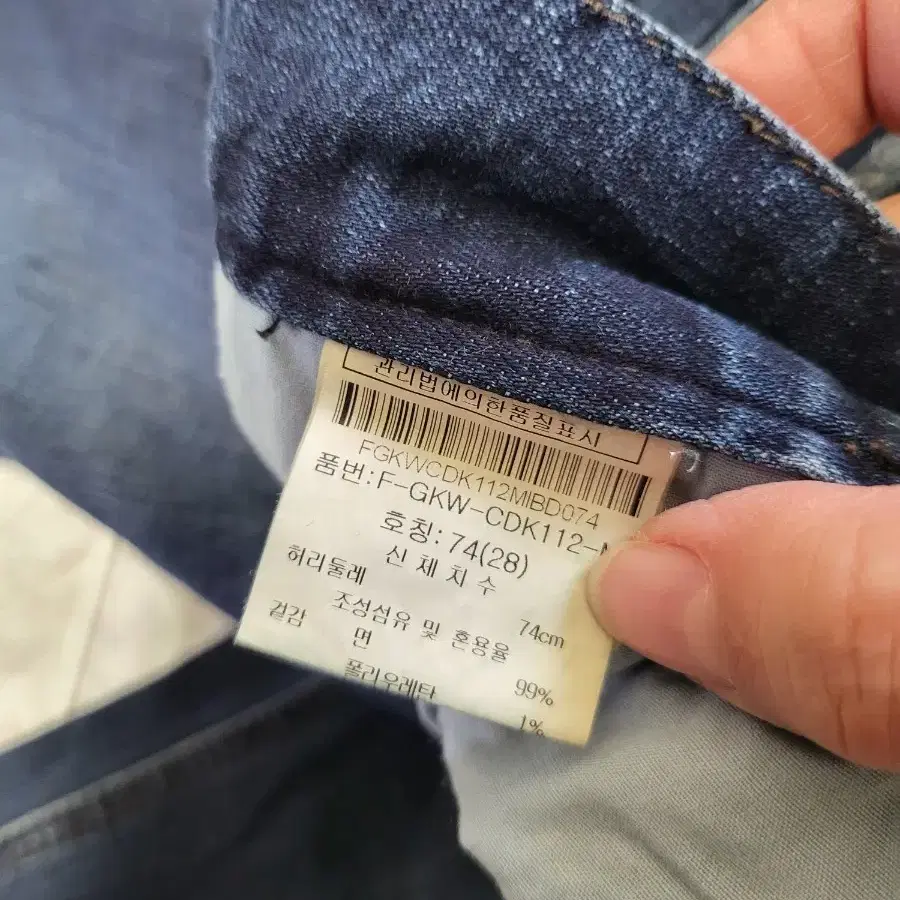 관리법에의한품질표시
FGKWCDK112MIBD074
품번:F-GKW-CDK112-
호칭: 74(28)
신체치수
허리둘레 74cm
조성섬유 및 혼용율
겉감
면 99%
폴리우레타 1%